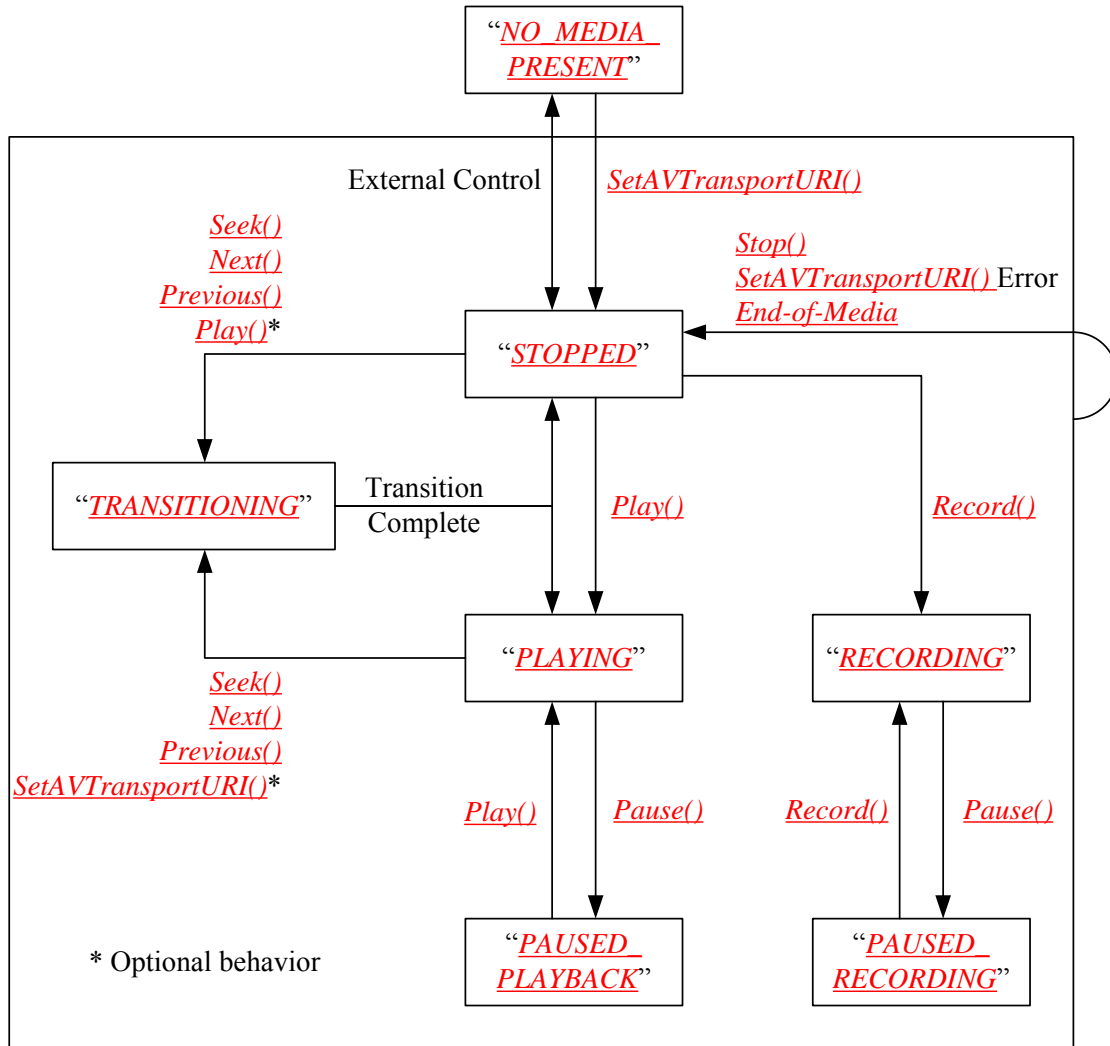 “NO_MEDIA_
PRESENT”
External Control
SetAVTransportURI()
Seek()
Next()
Previous()
Play()*
Stop()
SetAVTransportURI() Error
End-of-Media
“STOPPED”
“TRANSITIONING”
Transition
Complete
Play()
Record()
“PLAYING”
“RECORDING”
Seek()
Next()
Previous()
SetAVTransportURI()*
Play()
Pause()
Record()
Pause()
“PAUSED_
PLAYBACK”
“PAUSED_
RECORDING”
* Optional behavior